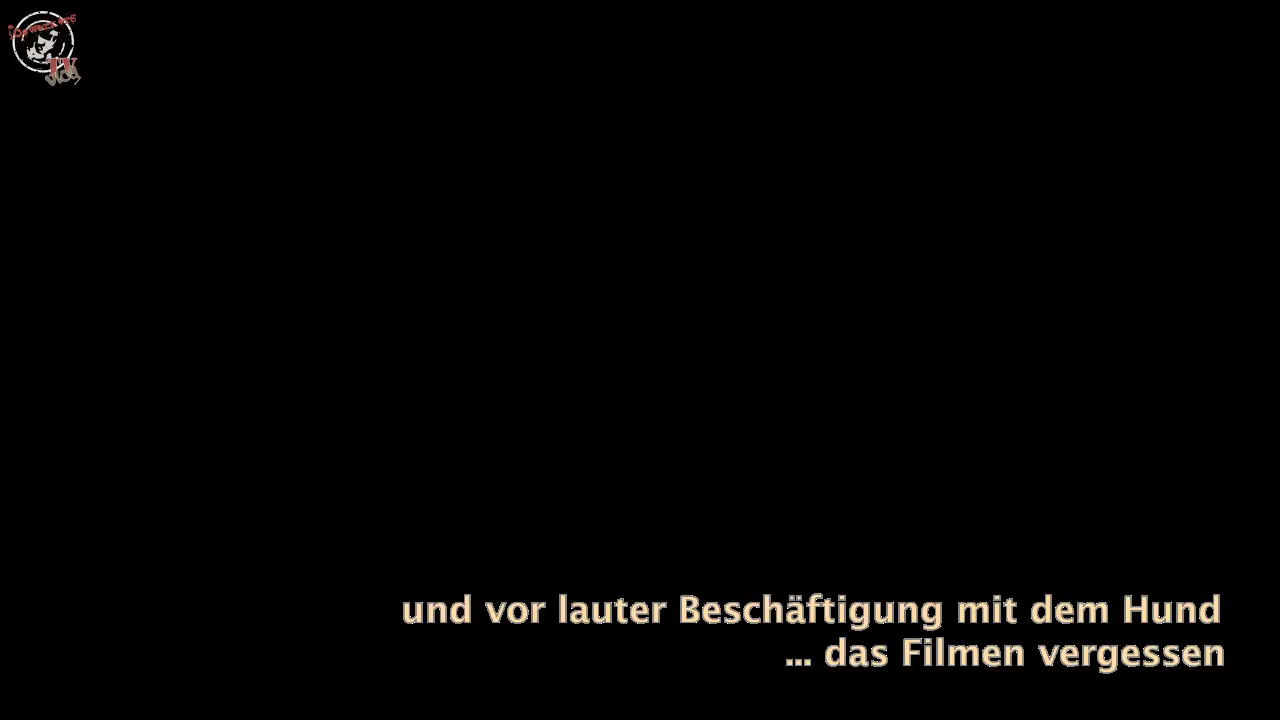 und vor lauter Beschäftigung mit dem Hund
... das Filmen vergessen